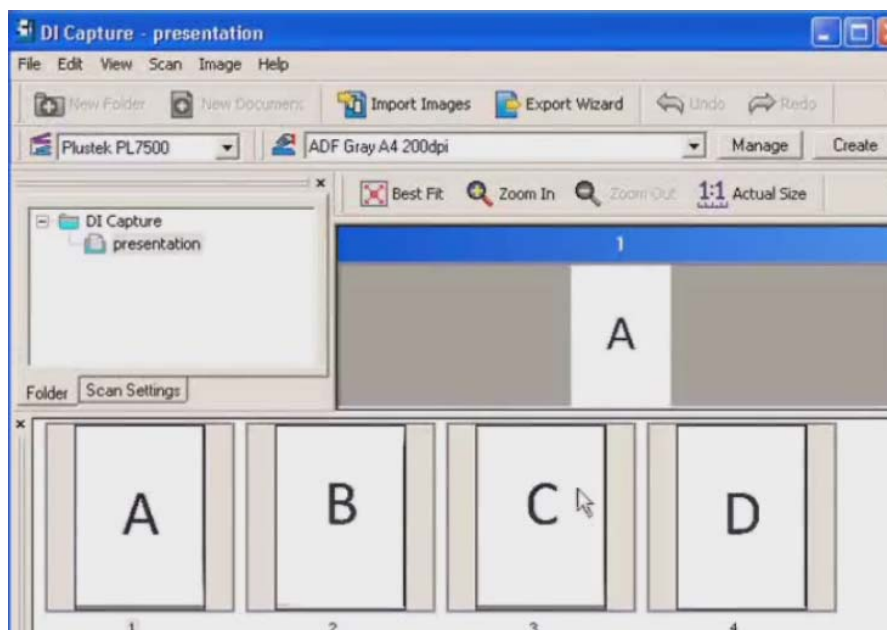 DI Capture - presentation
File Edit View Scan Image Help
New Folder New Document Import Images Export Wizard Undo Redo
Plustek PL7500 ADF Gray A4 200dpi Manage Create
Best Fit Zoom In Zoom Out 1:1 Actual Size
DI Capture
presentation
1
A
Folder Scan Settings
A B C D
1 2 3 4